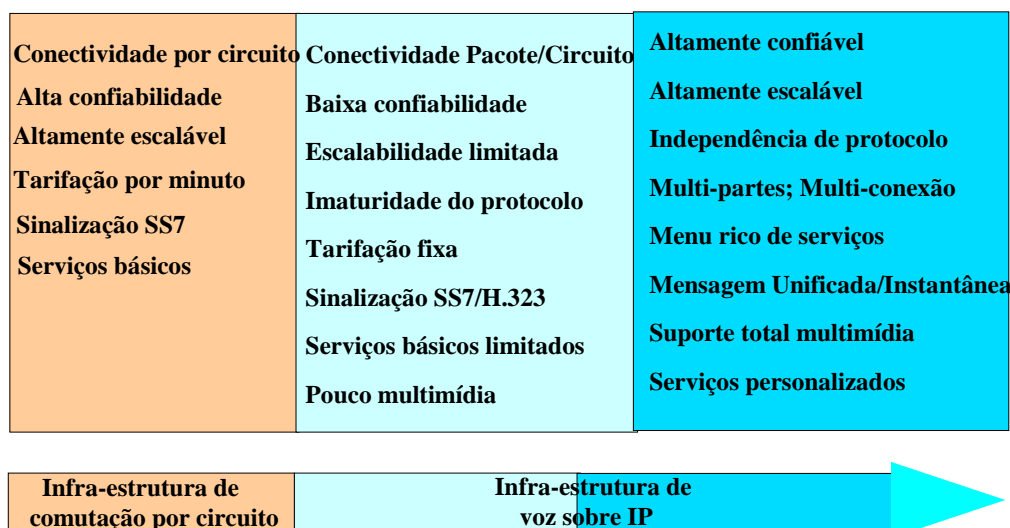 Conectividade por circuito
Alta confiabilidade
Altamente escalável
Tarifação por minuto
Sinalização SS7
Serviços básicos
Conectividade Pacote/Circuito
Baixa confiabilidade
Escalabilidade limitada
Imaturidade do protocolo
Tarifação fixa
Sinalização SS7/H.323
Serviços básicos limitados
Pouco multimídia
Altamente confiável
Altamente escalável
Independência de protocolo
Multi-partes; Multi-conexão
Menu rico de serviços
Mensagem Unificada/Instantânea
Suporte total multimídia
Serviços personalizados
Infra-estrutura de
comutação por circuito
Infra-estrutura de
voz sobre IP